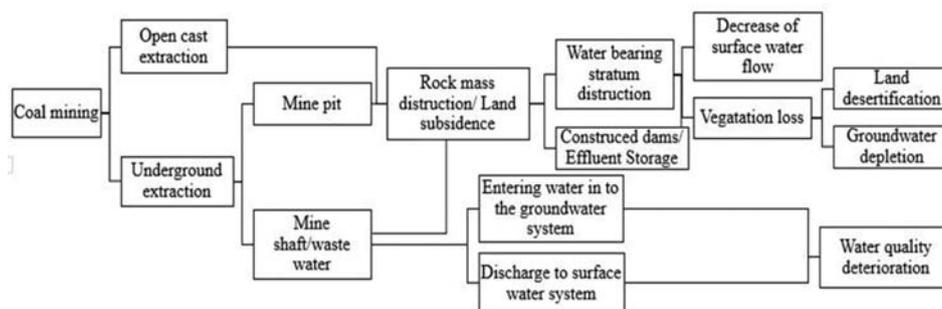 Coal mining
Open cast
extraction
Underground
extraction
Mine pit
Mine
shaft/waste
water
Rock mass
distruction/ Land
subsidence
Water bearing
stratum
distruction
Construced dams/
Effluent Storage
Entering water in to
the groundwater
system
Discharge to surface
water system
Decrease of
surface water
flow
Vegatation loss
Land
desertification
Groundwater
depletion
Water quality
deterioration